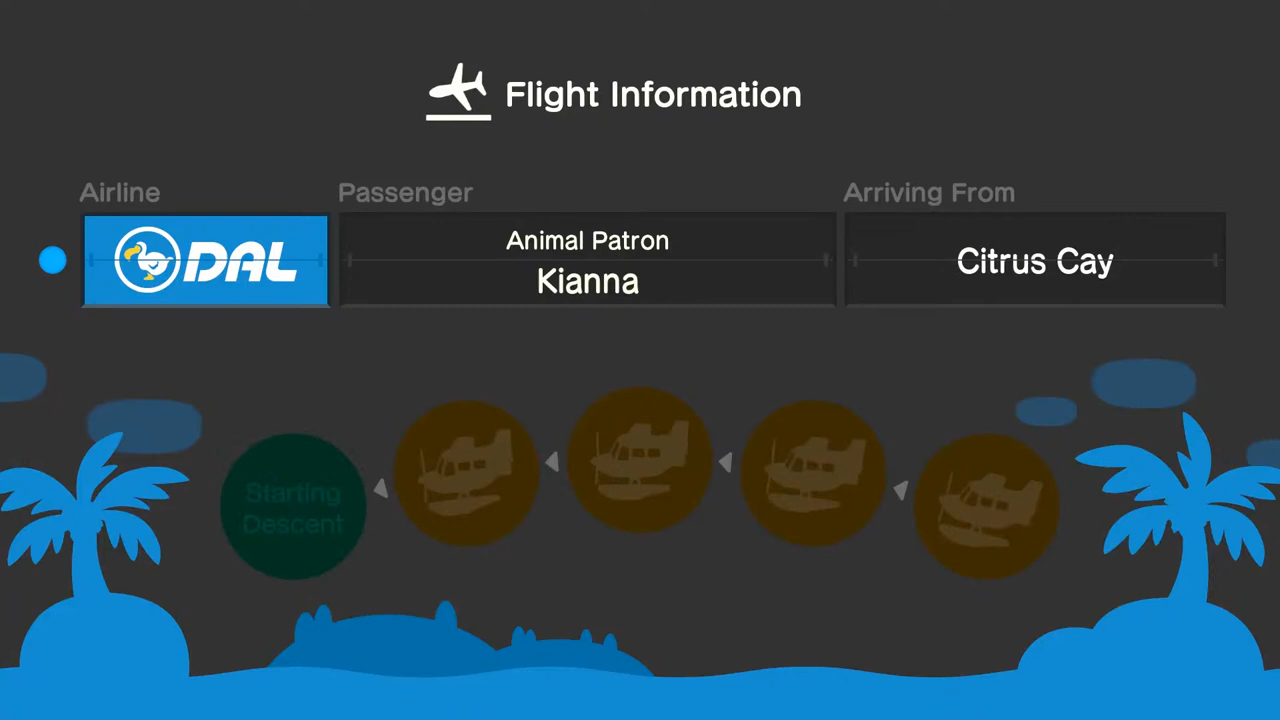 Flight Information
Airline
Passenger
Arriving From
DAL
Animal Patron
Kianna
Citrus Cay
Starting
Descent